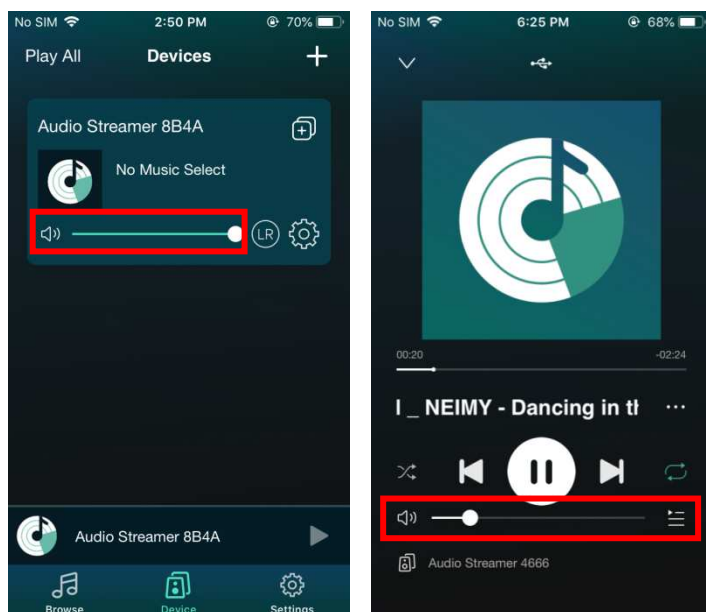 No SIM 2:50 PM 70%
Play All Devices
Audio Streamer 8B4A
No Music Select
LR
Audio Streamer 8B4A
Browse Device Settings
No SIM 6:25 PM 68%
00:20 -02:24
I _ NEIMY - Dancing in th
Audio Streamer 4666